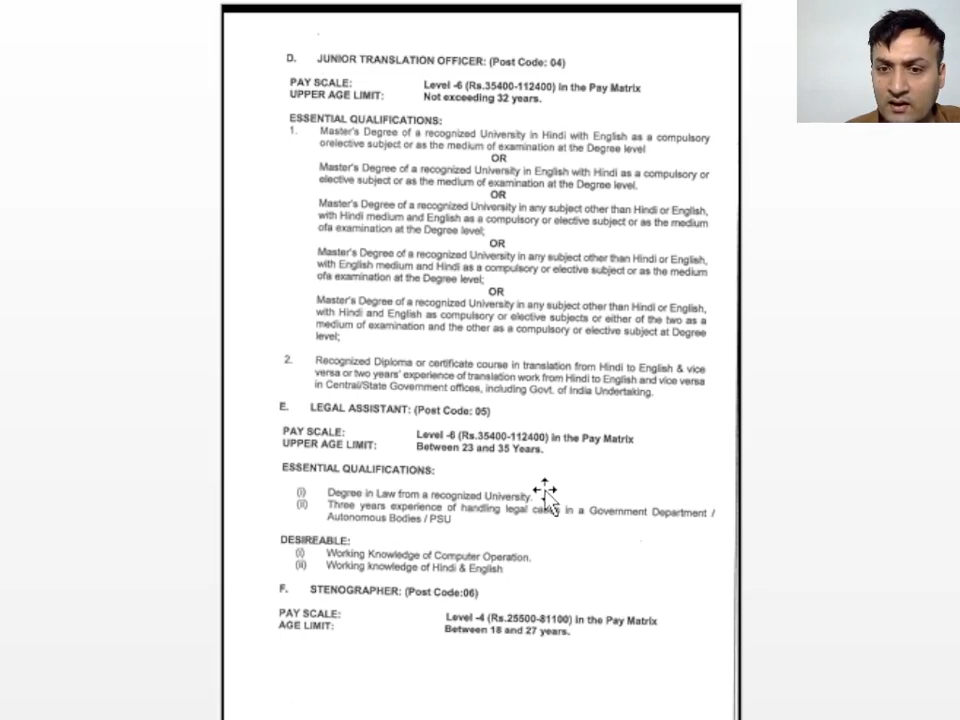 D. JUNIOR TRANSLATION OFFICER: (Post Code: 04)
PAY SCALE: Level -6 (Rs.35400-112400) in the Pay Matrix
UPPER AGE LIMIT: Not exceeding 32 years.
ESSENTIAL QUALIFICATIONS:
1. Master's Degree of a recognized University in Hindi with English as a compulsory
orelective subject or as the medium of examination at the Degree level
OR
Master's Degree of a recognized University in English with Hindi as a compulsory or
elective subject or as the medium of examination at the Degree level.
OR
Master's Degree of a recognized University in any subject other than Hindi or English,
with Hindi medium and English as a compulsory or elective subject or as the medium
ofa examination at the Degree level;
OR
Master's Degree of a recognized University in any subject other than Hindi or English,
with English medium and Hindi as a compulsory or elective subject or as the medium
ofa examination at the Degree level;
OR
Master's Degree of a recognized University in any subject other than Hindi or English,
with Hindi and English as compulsory or elective subjects or either of the two as a
medium of examination and the other as a compulsory or elective subject at Degree
level;
2. Recognized Diploma or certificate course in translation from Hindi to English & vice
versa or two years' experience of translation work from Hindi to English and vice versa
in Central/State Government offices, including Govt. of India Undertaking.
E. LEGAL ASSISTANT: (Post Code: 05)
PAY SCALE: Level -6 (Rs.35400-112400) in the Pay Matrix
UPPER AGE LIMIT: Between 23 and 35 Years.
ESSENTIAL QUALIFICATIONS:
(i) Degree in Law from a recognized University.
(ii) Three years experience of handling legal cases in a Government Department /
Autonomous Bodies / PSU
DESIREABLE:
(i) Working Knowledge of Computer Operation.
(ii) Working knowledge of Hindi & English
F. STENOGRAPHER: (Post Code:06)
PAY SCALE: Level -4 (Rs.25500-81100) in the Pay Matrix
AGE LIMIT: Between 18 and 27 years.